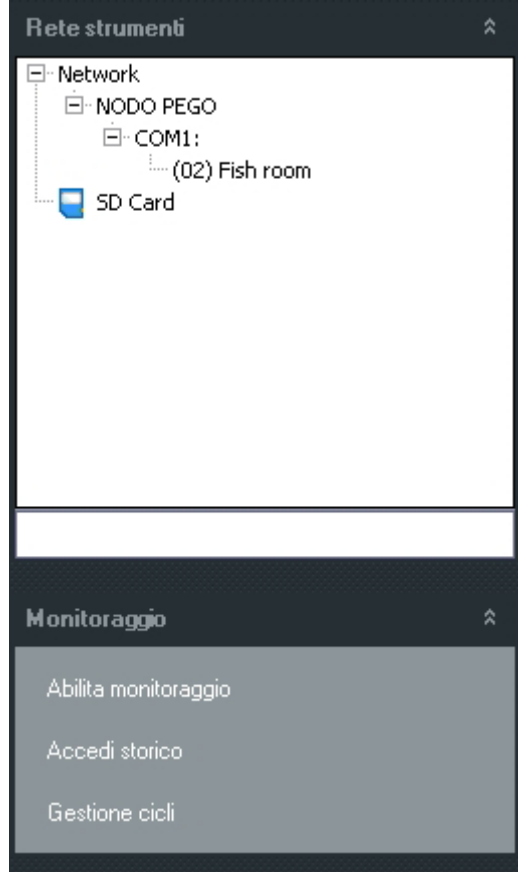 Rete strumenti
Network
NODO PEGO
COM1:
(02) Fish room
SD Card
Monitoraggio
Abilita monitoraggio
Accedi storico
Gestione cicli